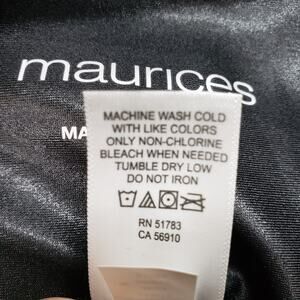 maurices
MA
MACHINE WASH COLD
WITH LIKE COLORS
ONLY NON-CHLORINE
BLEACH WHEN NEEDED
TUMBLE DRY LOW
DO NOT IRON
RN 51783
CA 56910